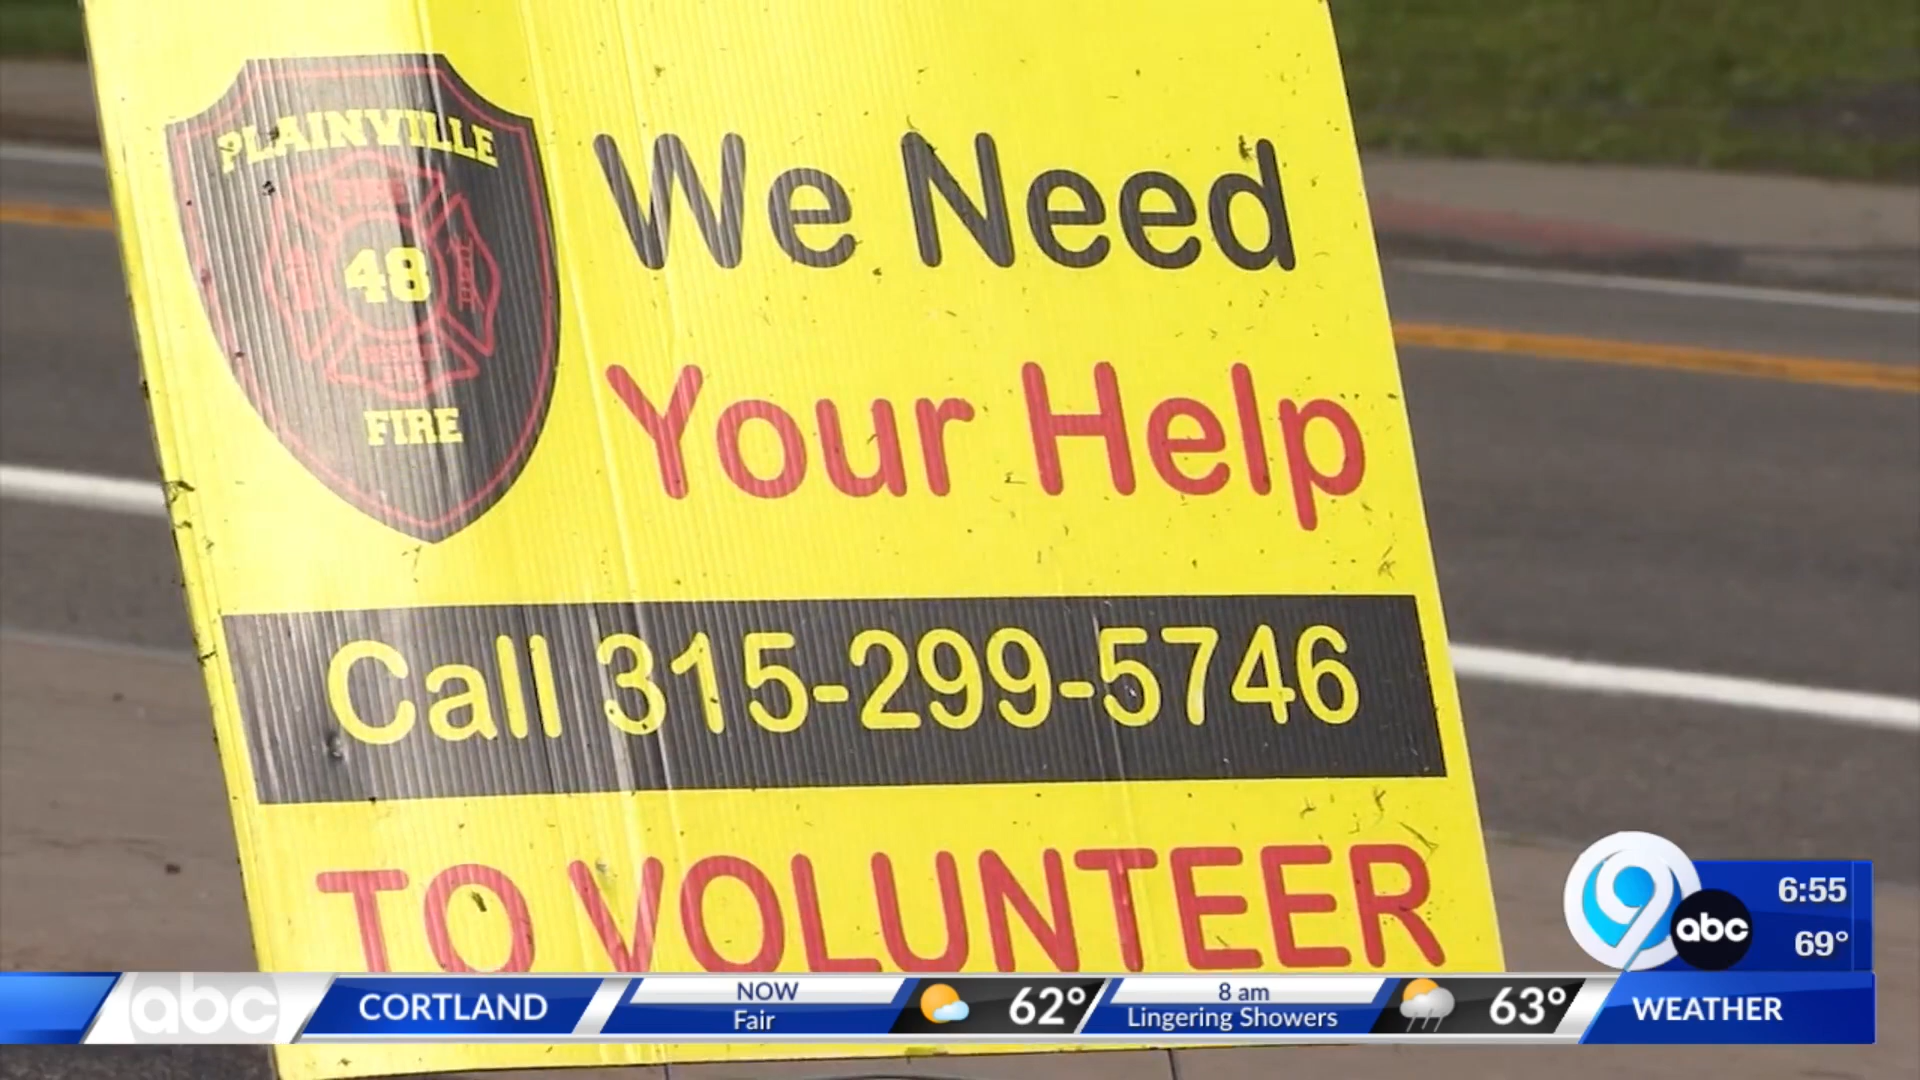 PLAINVILLE
48
FIRE
We Need
Your Help
Call 315-299-5746
TO VOLUNTEER
9 abc
6:55
69°
abc
CORTLAND
NOW
Fair
62°
8 am
Lingering Showers
63°
WEATHER